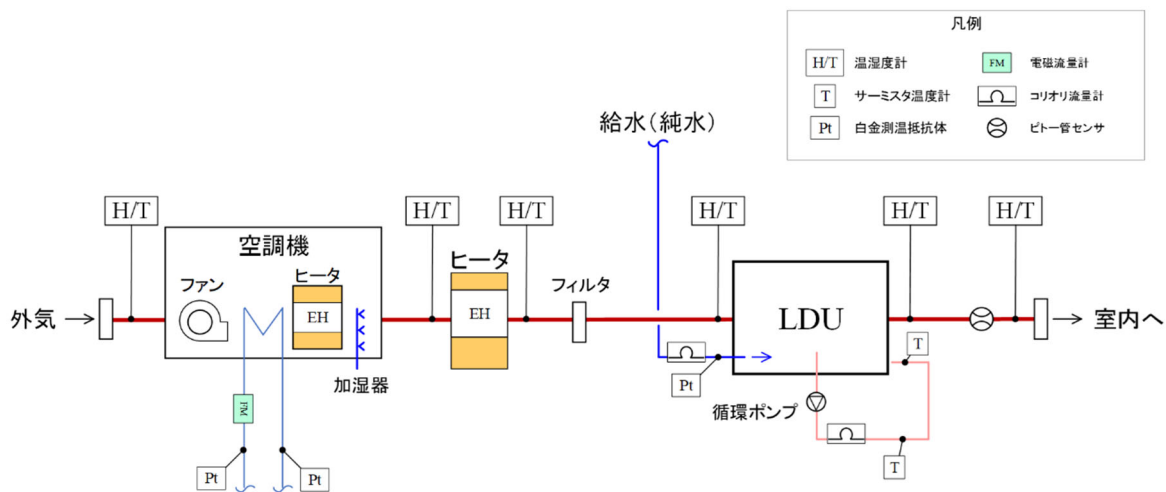 凡例
H/T 温湿度計
FM 電磁流量計
T サーミスタ温度計
コリオリ流量計
Pt 白金測温抵抗体
ピトー管センサ
給水(純水)
H/T
H/T
H/T
H/T
H/T
H/T
空調機
ファン
ヒータ
EH
加湿器
ヒータ
EH
フィルタ
外気
LDU
室内へ
Pt
T
循環ポンプ
T
FM
Pt
Pt